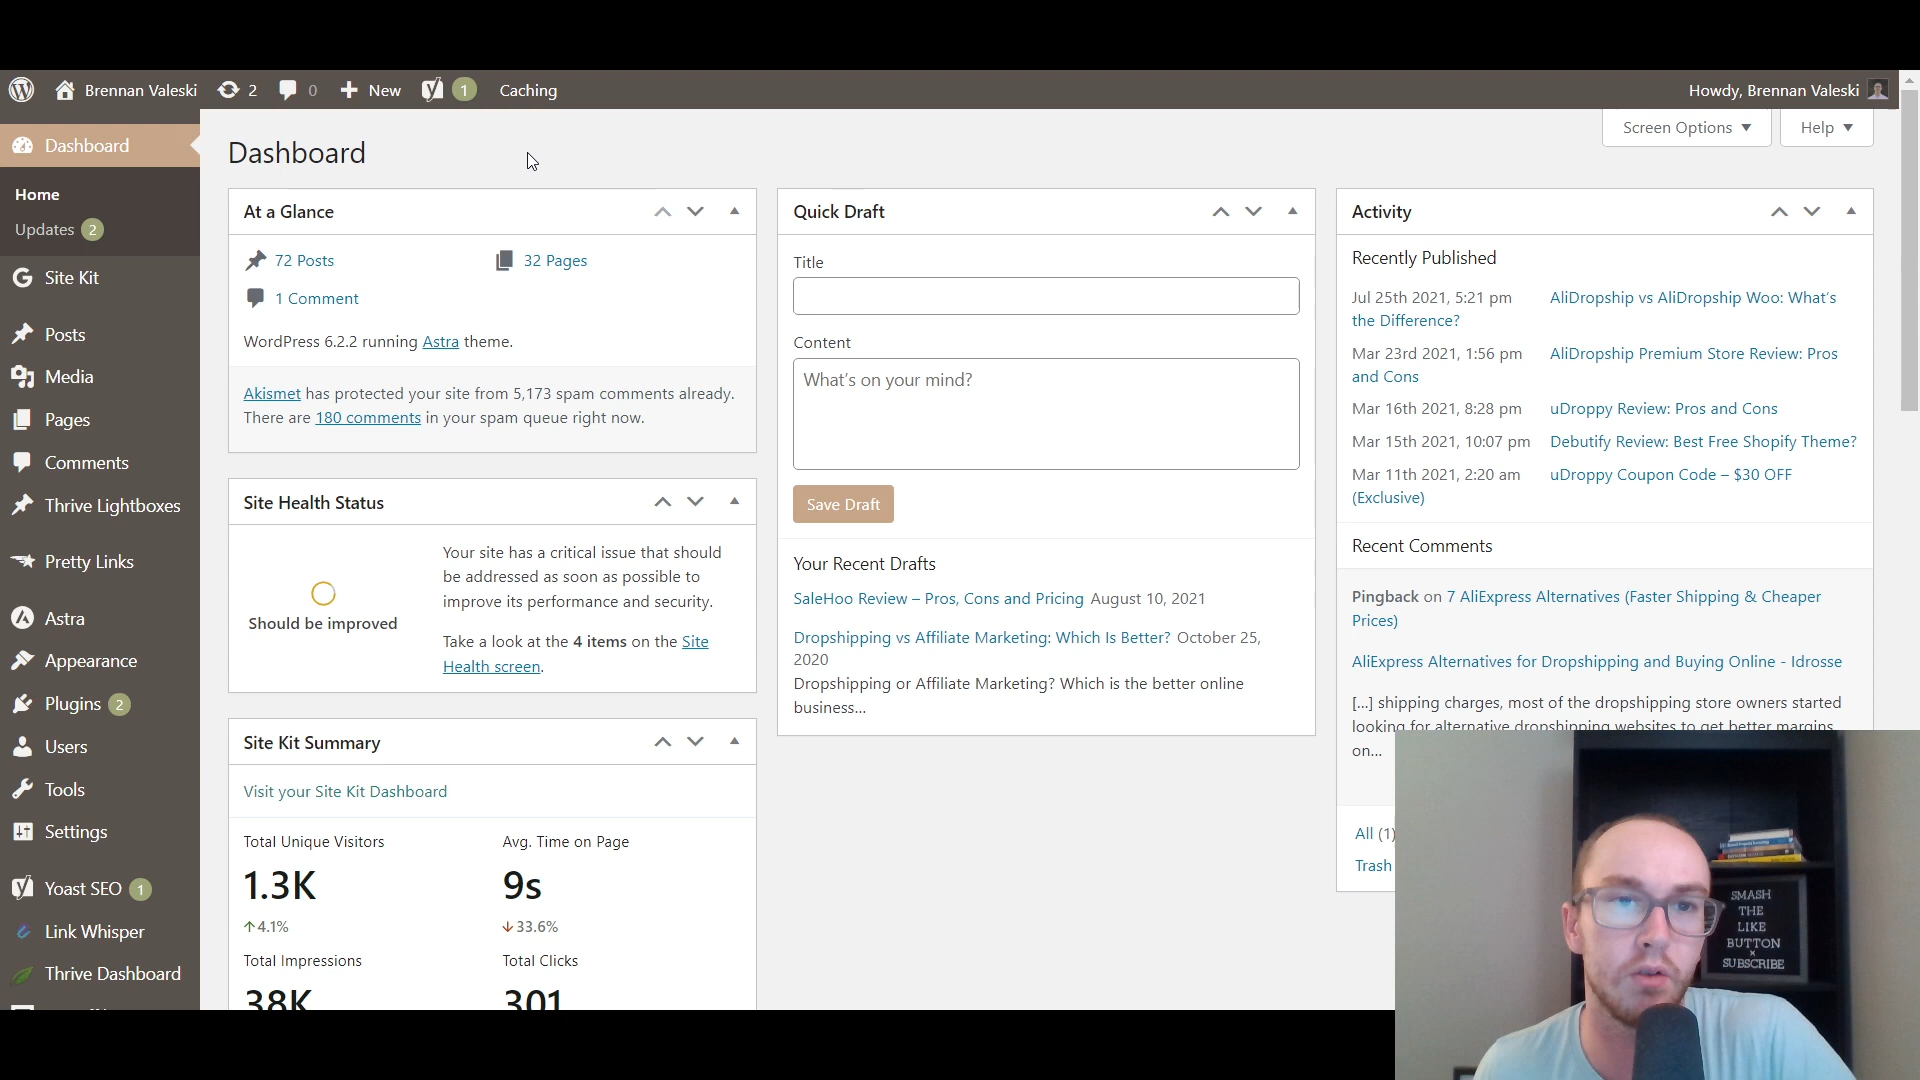 Brennan Valeski 2 0 New 1 Caching Howdy, Brennan Valeski
Screen Options Help
Dashboard
Home
Updates 2
Site Kit
Posts
Media
Pages
Comments
Thrive Lightboxes
Pretty Links
Astra
Appearance
Plugins 2
Users
Tools
Settings
Yoast SEO 1
Link Whisper
Thrive Dashboard
Dashboard
At a Glance
72 Posts 32 Pages
1 Comment
WordPress 6.2.2 running Astra theme.
Akismet has protected your site from 5,173 spam comments already.
There are 180 comments in your spam queue right now.
Site Health Status
Should be improved
Your site has a critical issue that should
be addressed as soon as possible to
improve its performance and security.
Take a look at the 4 items on the Site
Health screen.
Site Kit Summary
Visit your Site Kit Dashboard
Total Unique Visitors Avg. Time on Page
1.3K 9s
4.1% 33.6%
Total Impressions Total Clicks
38K 301
Quick Draft
Title
Content
What's on your mind?
Save Draft
Your Recent Drafts
SaleHoo Review – Pros, Cons and Pricing August 10, 2021
Dropshipping vs Affiliate Marketing: Which Is Better? October 25,
2020
Dropshipping or Affiliate Marketing? Which is the better online
business…
Activity
Recently Published
Jul 25th 2021, 5:21 pm AliDropship vs AliDropship Woo: What's
the Difference?
Mar 23rd 2021, 1:56 pm AliDropship Premium Store Review: Pros
and Cons
Mar 16th 2021, 8:28 pm uDroppy Review: Pros and Cons
Mar 15th 2021, 10:07 pm Debutify Review: Best Free Shopify Theme?
Mar 11th 2021, 2:20 am uDroppy Coupon Code – $30 OFF
(Exclusive)
Recent Comments
Pingback on 7 AliExpress Alternatives (Faster Shipping & Cheaper
Prices)
AliExpress Alternatives for Dropshipping and Buying Online - Idrosse
[…] shipping charges, most of the dropshipping store owners started
looking for alternative dropshipping websites to get better margins
on…
All (1)
Trash
SMASH
THE
LIKE
BUTTON
×
SUBSCRIBE